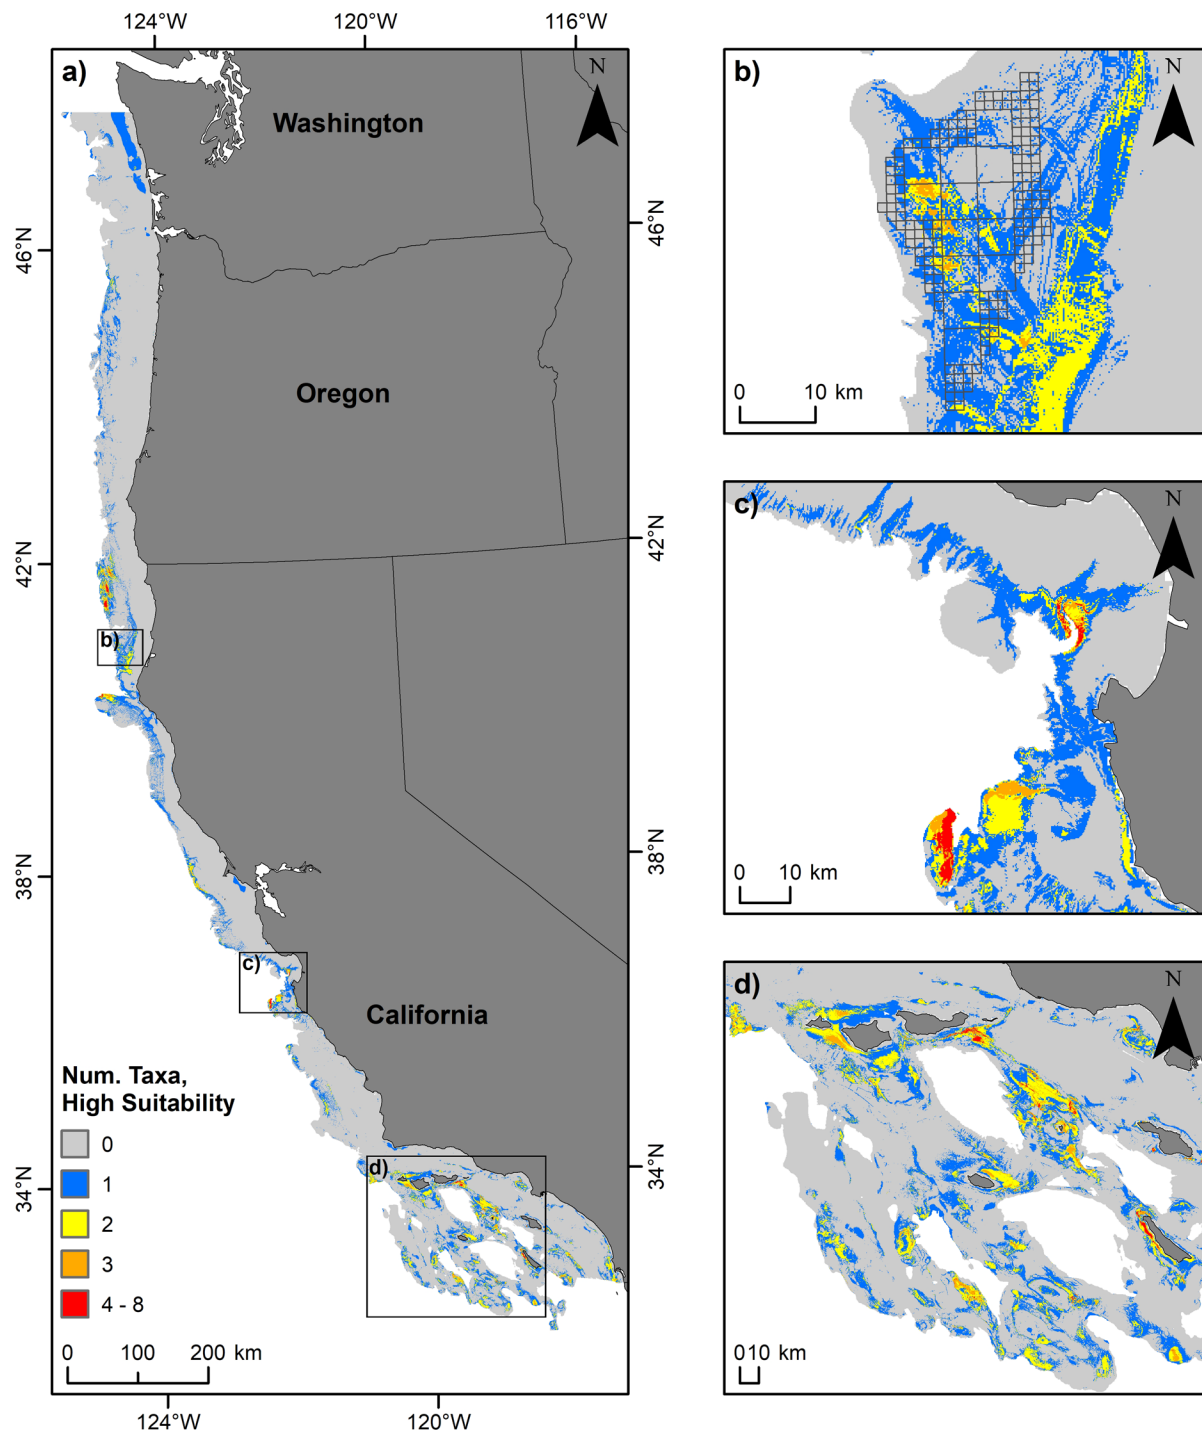 124°W 120°W 116°W
a)
N
Washington
46°N
46°N
Oregon
42°N
42°N
b)
38°N
38°N
c)
California
Num. Taxa,
High Suitability
0
1
2
3
4 - 8
34°N
34°N
d)
0 100 200 km
124°W 120°W
b)
N
0 10 km
c)
N
0 10 km
d)
N
0 10 km